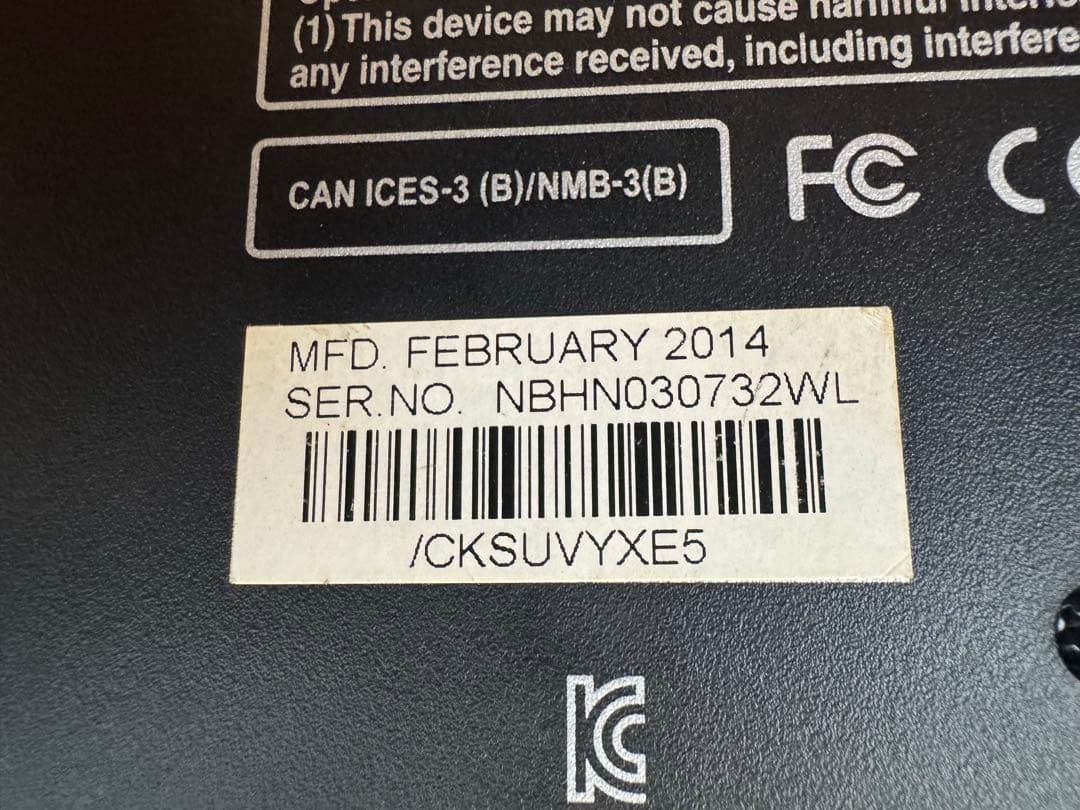 (1) This device may not cause harmful
any interference received, including
CAN ICES-3 (B)/NMB-3(B)
FC
MFD. FEBRUARY 2014
SER.NO. NBHN030732WL
/CKSUVYXE5